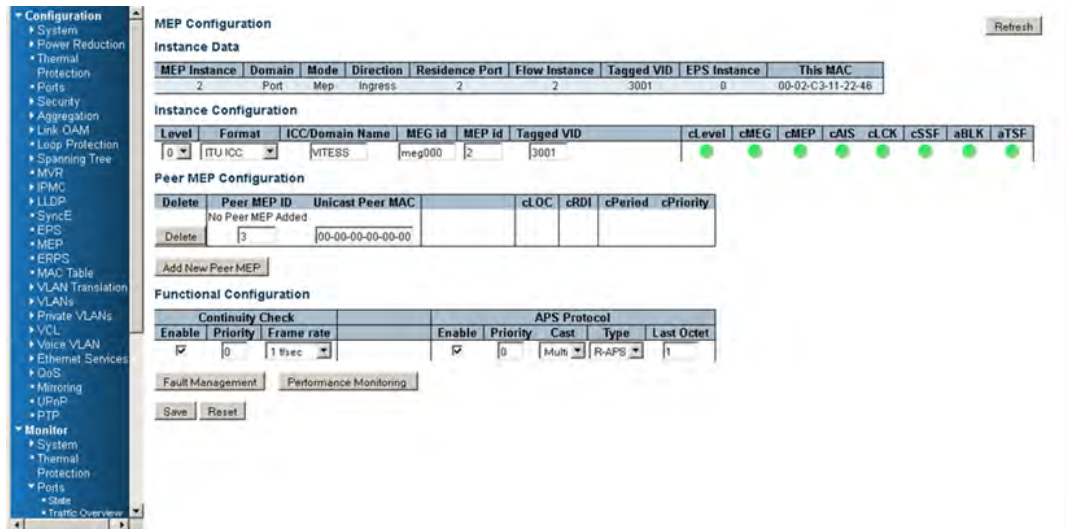 Configuration
System
Power Reduction
Thermal
Protection
Ports
Security
Aggregation
Link OAM
Loop Protection
Spanning Tree
MVR
IPMC
LLDP
SyncE
EPS
MEP
ERPS
MAC Table
VLAN Translation
VLANs
Private VLANs
VCL
Voice VLAN
Ethernet Services
QoS
Mirroring
UPnP
PTP
Monitor
System
Thermal
Protection
Ports
State
Traffic Overview
MEP Configuration
Refresh
Instance Data
MEP Instance Domain Mode Direction Residence Port Flow Instance Tagged VID EPS Instance This MAC
2 Port Mep Ingress 2 2 3001 0 00-02-C3-11-22-46
Instance Configuration
Level Format ICC/Domain Name MEG id MEP id Tagged VID cLevel cMEG cMEP cAIS cLCK cSSF aBLK aTSF
0 ITU ICC VITESS meg000 2 3001
Peer MEP Configuration
Delete Peer MEP ID Unicast Peer MAC cLOC cRDI cPeriod cPriority
No Peer MEP Added
Delete 3 00-00-00-00-00-00
Add New Peer MEP
Functional Configuration
Continuity Check APS Protocol
Enable Priority Frame rate Enable Priority Cast Type Last Octet
0 1 f/sec 0 Multi R-APS 1
Fault Management Performance Monitoring
Save Reset